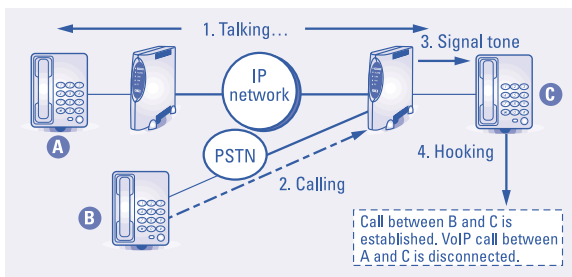 1. Talking...
3. Signal tone
IP
network
A
C
PSTN
4. Hooking
2. Calling
B
Call between B and C is
established. VoIP call between
A and C is disconnected.